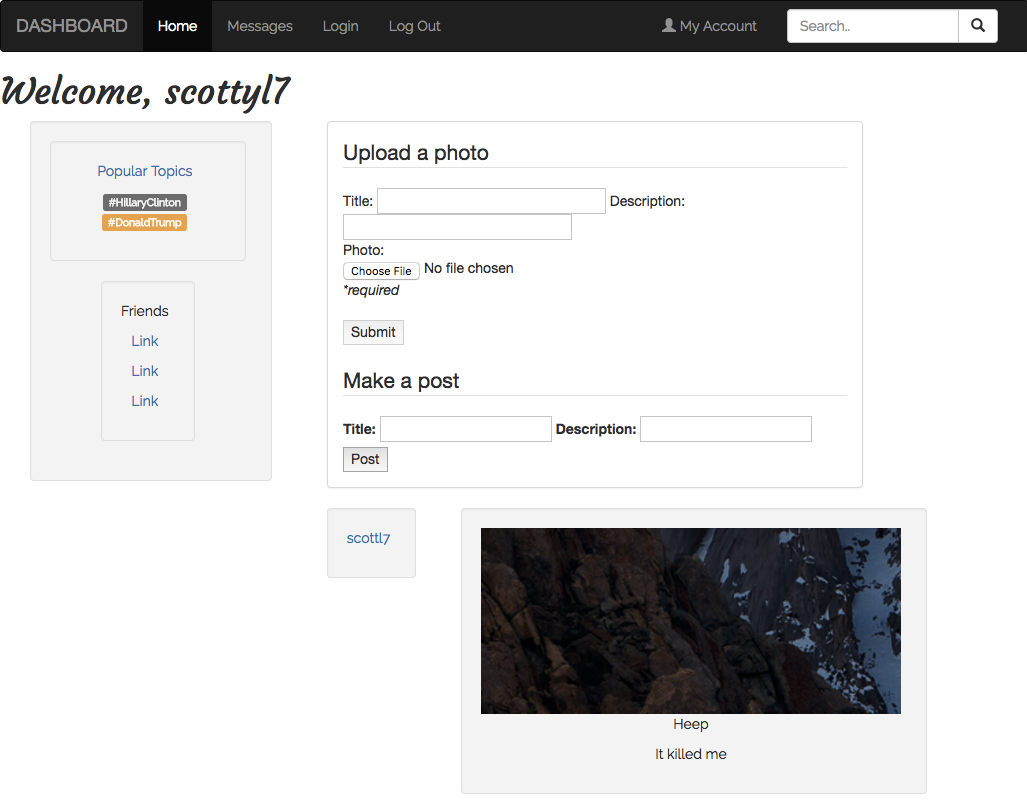 DASHBOARD Home Messages Login Log Out My Account Search..
Welcome, scottyl7
Popular Topics
#HillaryClinton
#DonaldTrump
Friends
Link
Link
Link
Upload a photo
Title: Description:
Photo:
Choose File No file chosen
*required
Submit
Make a post
Title: Description:
Post
scottl7
Heep
It killed me